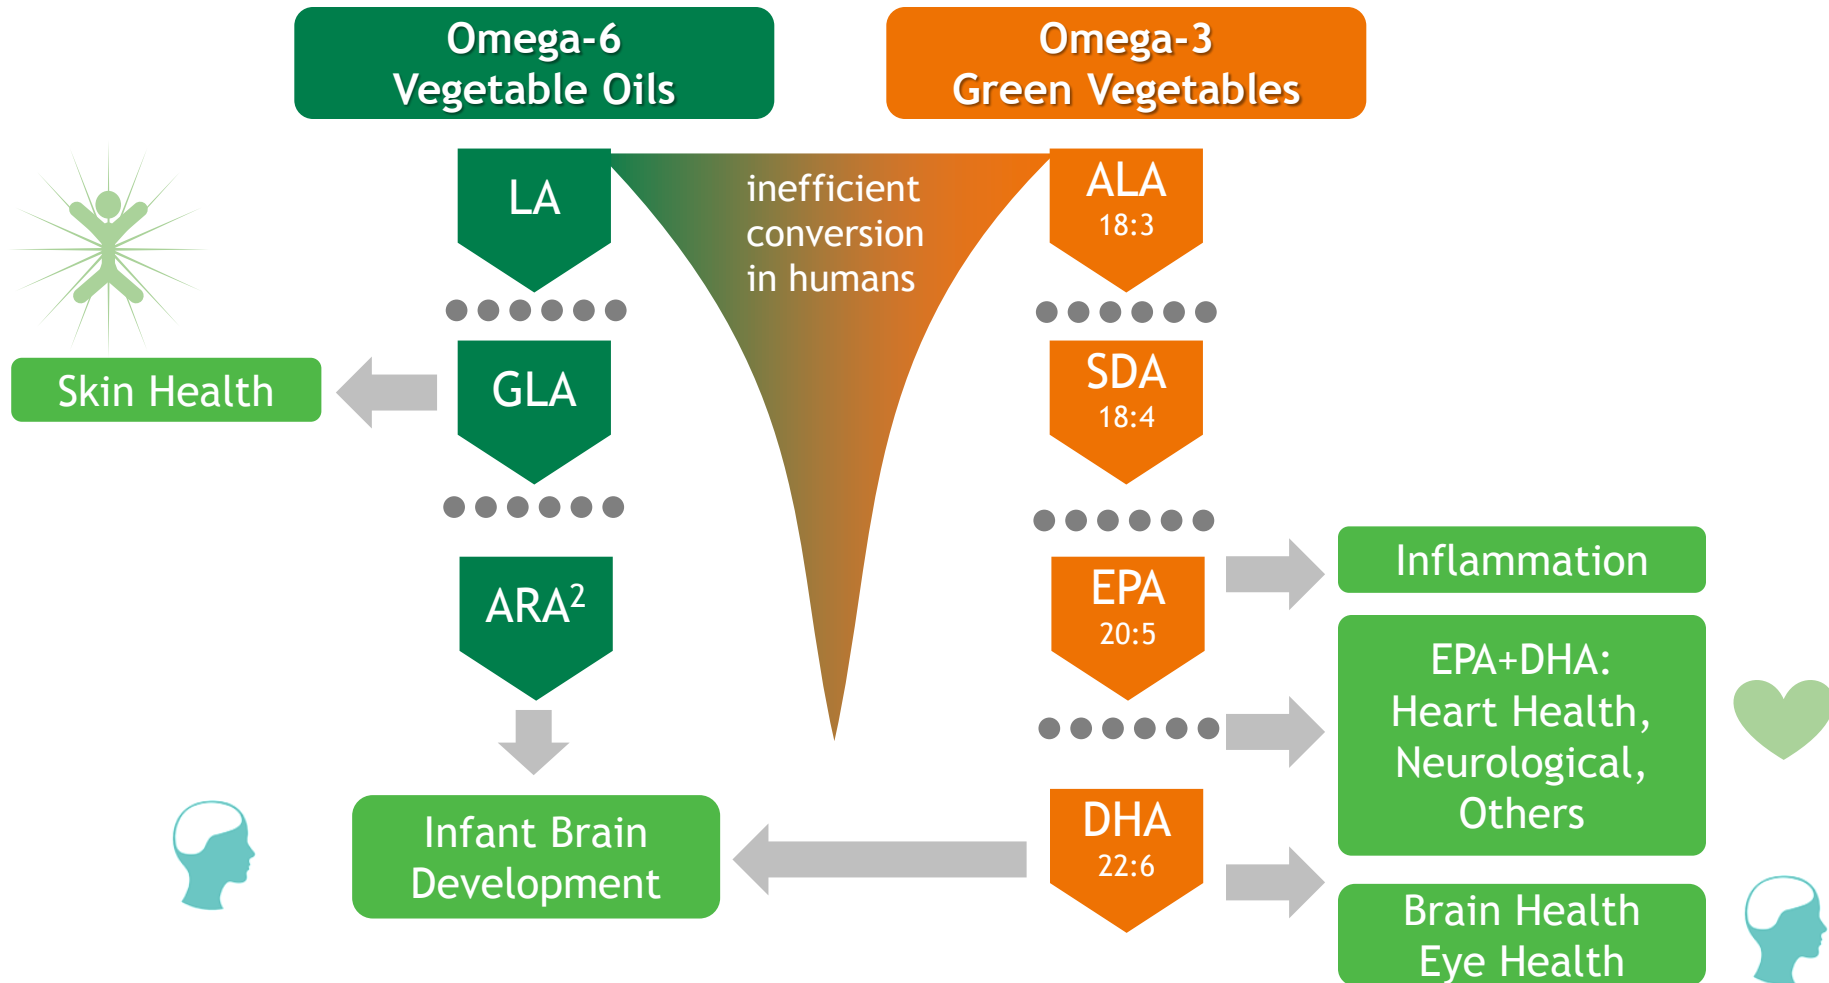 Omega-6
Vegetable Oils
Omega-3
Green Vegetables
LA
inefficient
conversion
in humans
ALA
18:3
Skin Health
GLA
SDA
18:4
ARA²
EPA
20:5
Inflammation
EPA+DHA:
Heart Health,
Neurological,
Others
Infant Brain
Development
DHA
22:6
Brain Health
Eye Health